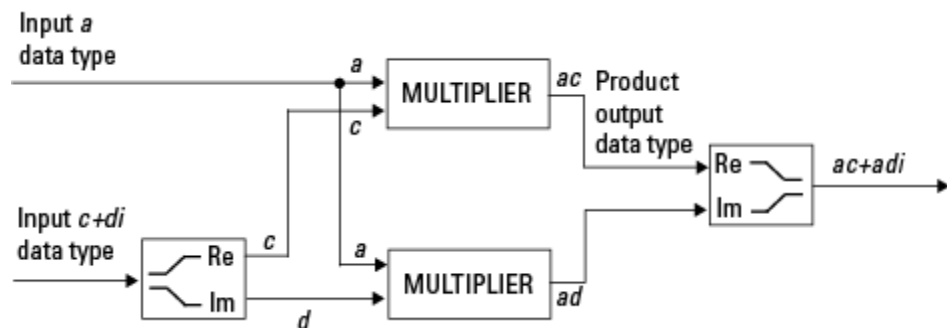 Input a
data type
a
MULTIPLIER
ac
Product
output
data type
c
Re
Im
ac+adi
Input c+di
data type
Re
Im
c
d
a
MULTIPLIER
ad